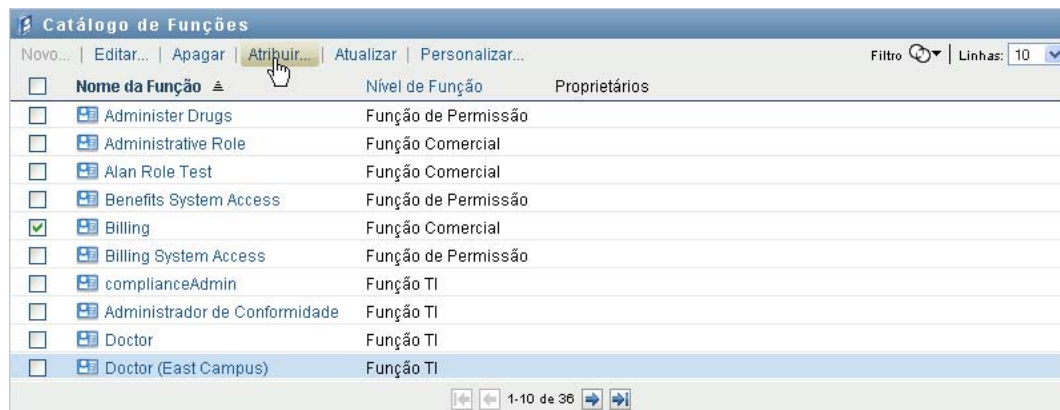 Catálogo de Funções
Novo... | Editar... | Apagar | Atribuir... | Atualizar | Personalizar... Filtro | Linhas: 10
Nome da Função Nível de Função Proprietários
Administer Drugs Função de Permissão
Administrative Role Função Comercial
Alan Role Test Função Comercial
Benefits System Access Função de Permissão
Billing Função Comercial
Billing System Access Função de Permissão
complianceAdmin Função TI
Administrador de Conformidade Função TI
Doctor Função TI
Doctor (East Campus) Função TI
1-10 de 36